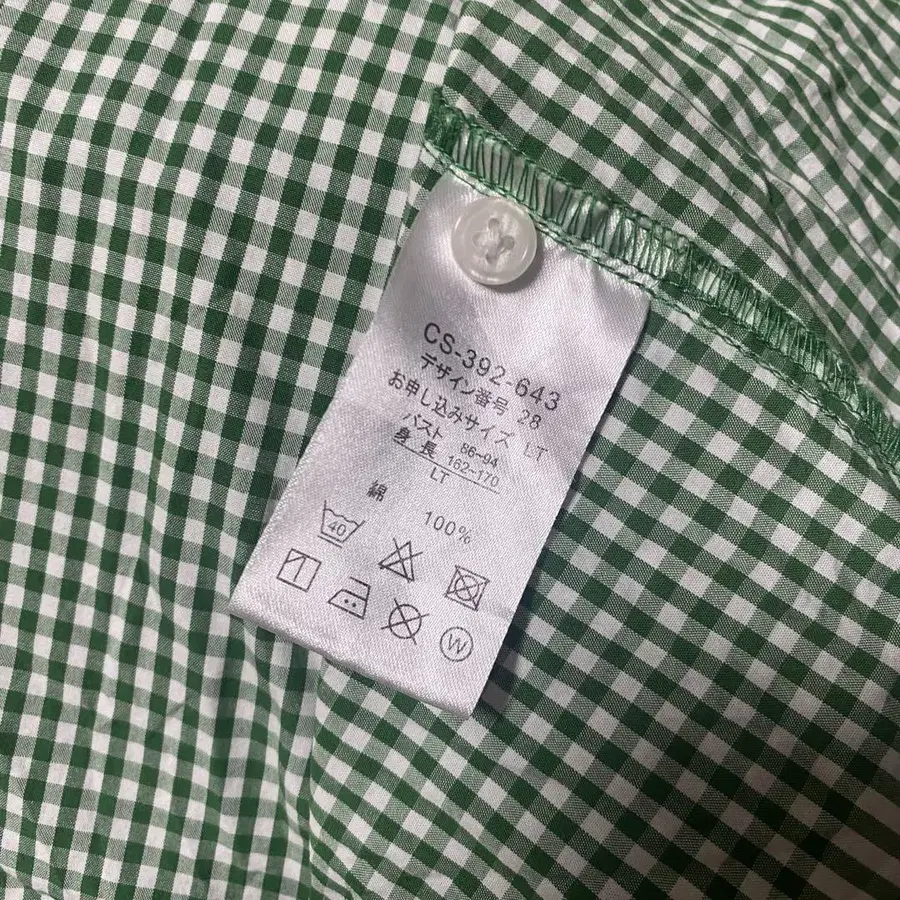 CS-392-643
デザイン番号 28
お申し込みサイズ LT
バスト 86~94
身長 162~170
LT
綿 100%
40
W